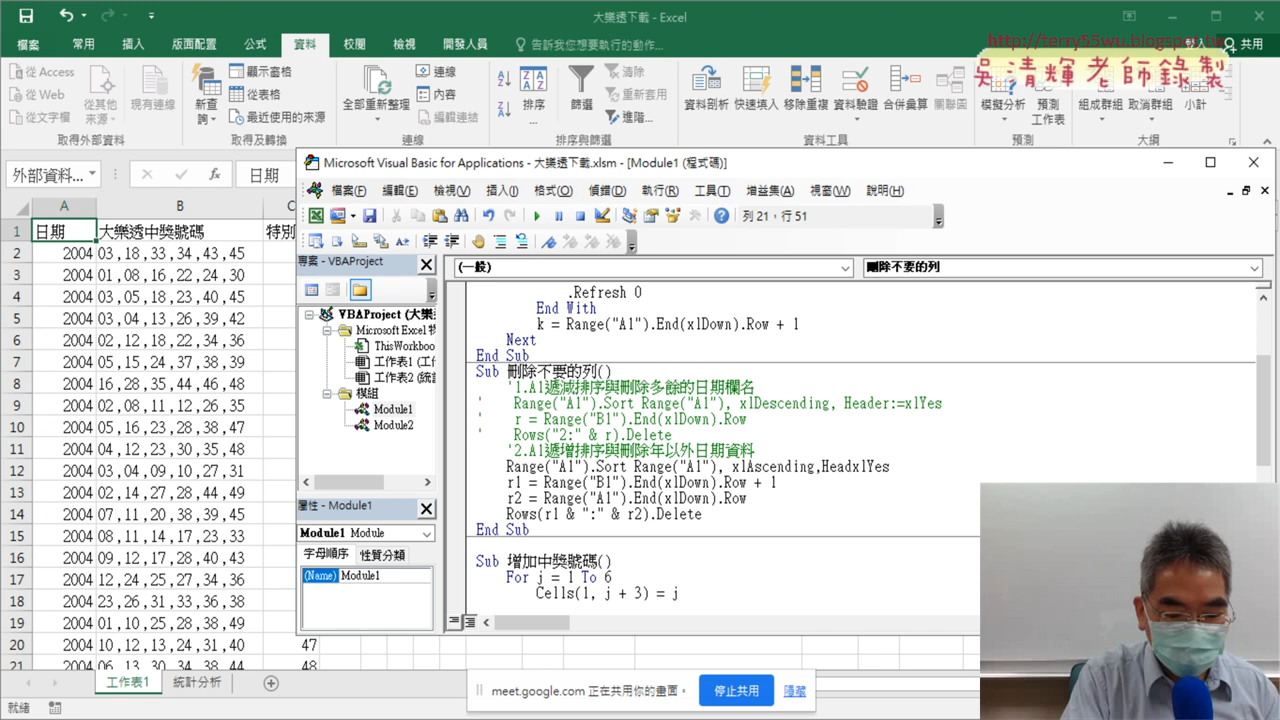 大樂透下載 - Excel
http://terry55wu.blogspot.tw
登入 共用
吳清輝老師錄製
檔案 常用 插入 版面配置 公式 資料 校閱 檢視 開發人員 告訴我您想要執行的動作...
從 Access
從 Web
從文字檔
從其他來源
現有連線
取得外部資料
新查詢
顯示查詢
從表格
最近使用的來源
取得及轉換
全部重新整理
連線
內容
編輯連結
連線
排序...
篩選
清除
重新套用
進階...
排序與篩選
資料剖析 快速填入 移除重複 資料驗證 合併彙算 關聯圖
資料工具
模擬分析 預測工作表
預測
組成群組 取消群組 小計
大綱
外部資料... fx 日期
A B C
1 日期 大樂透中獎號碼 特別
2 2004 03,18,33,34,43,45
3 2004 01,08,16,22,24,30
4 2004 03,05,18,23,40,45
5 2004 03,04,13,26,39,42
6 2004 02,12,18,22,34,36
7 2004 05,15,24,37,38,39
8 2004 16,28,35,44,46,48
9 2004 02,08,11,12,26,35
10 2004 05,16,23,28,38,47
11 2004 04,12,23,30,35,48
12 2004 03,04,09,10,27,31
13 2004 02,14,27,28,44,49
14 2004 07,11,20,38,39,45
15 2004 08,11,14,17,23,33
16 2004 09,12,17,28,40,43
17 2004 12,24,25,27,34,36
18 2004 23,26,31,33,36,38
19 2004 01,10,25,28,38,49
20 2004 10,12,13,24,31,40 47
21 2004 06,13,30,34,38,44 48
工作表1 統計分析
就緒
Microsoft Visual Basic for Applications - 大樂透下載.xlsm - [Module1 (程式碼)]
檔案(F) 編輯(E) 檢視(V) 插入(I) 格式(O) 偵錯(D) 執行(R) 工具(T) 增益集(A) 視窗(W) 說明(H)
列 21，行 51
專案 - VBAProject
VBAProject (大樂
Microsoft Excel 物
ThisWorkboo
工作表1 (工作
工作表2 (統計
模組
Module1
Module2
屬性 - Module1
Module1 Module
字母順序 性質分類
(Name) Module1
(一般) 刪除不要的列
.Refresh 0
End With
k = Range("A1").End(xlDown).Row + 1
Next
End Sub
Sub 刪除不要的列()
'1.A1遞減排序與刪除多餘的日期欄名
' Range("A1").Sort Range("A1"), xlDescending, Header:=xlYes
' r = Range("B1").End(xlDown).Row
' Rows("2:" & r).Delete
'2.A1遞增排序與刪除年以外日期資料
Range("A1").Sort Range("A1"), xlAscending,HeadxlYes
r1 = Range("B1").End(xlDown).Row + 1
r2 = Range("A1").End(xlDown).Row
Rows(r1 & ":" & r2).Delete
End Sub
Sub 增加中獎號碼()
For j = 1 To 6
Cells(1, j + 3) = j
meet.google.com 正在共用你的畫面。 停止共用 隱藏